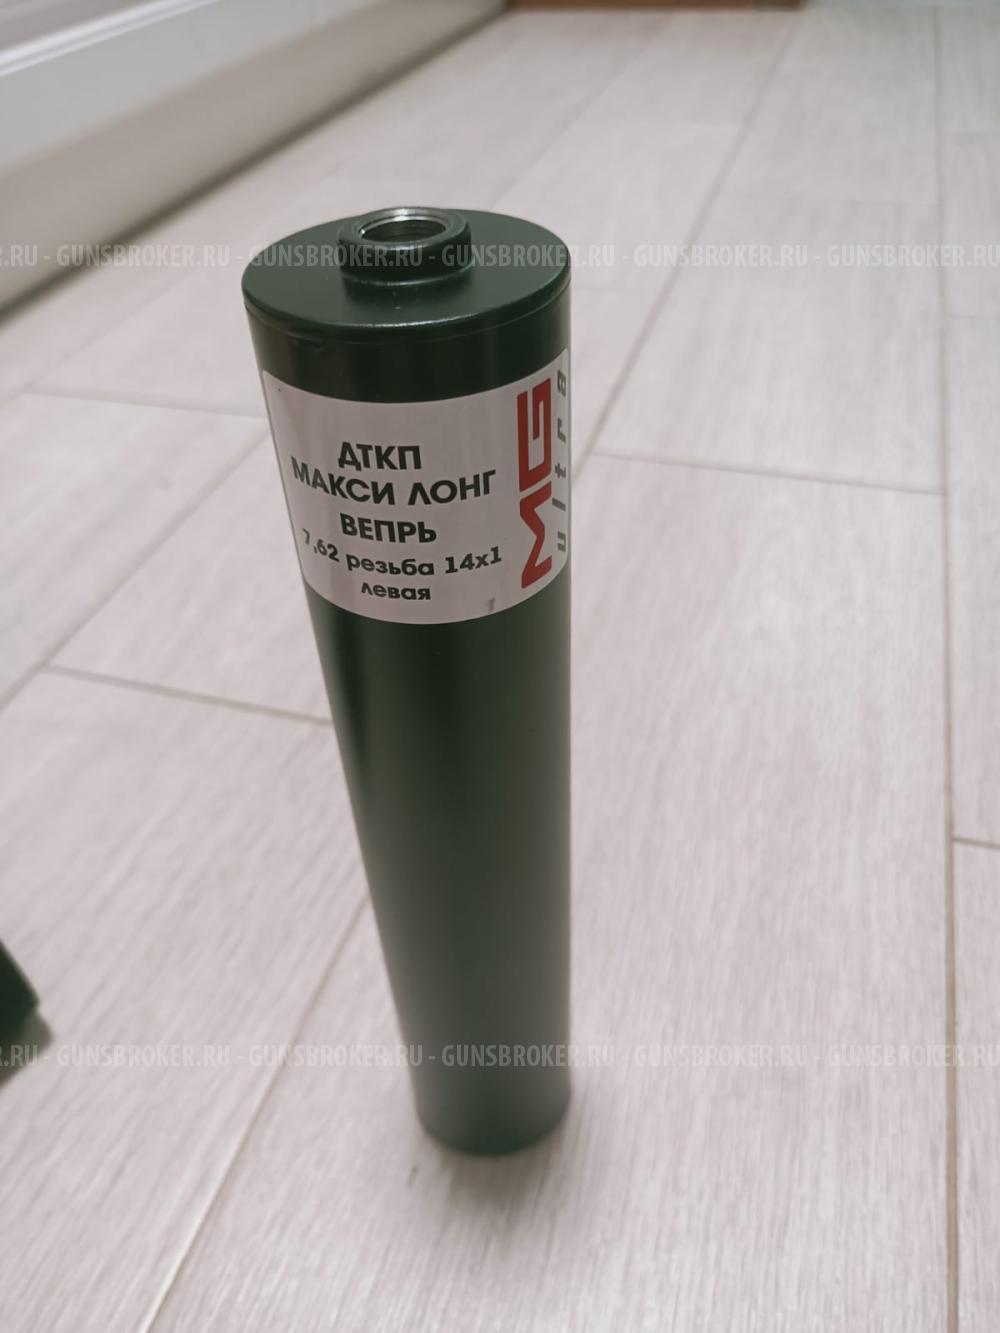 .RU - GUNSBROKER.RU - GUNSBROKER.RU - GUNSBROKER.RU - GUNSBROKER.RU - GUNSBROKER
ДТКП
МАКСИ ЛОНГ
ВЕПРЬ
7,62 резьба 14х1
левая
MG
ultra
.RU - GUNSBROKER.RU - GUNSBROKER.RU - GUNSBROKER.RU - GUNSBROKER.RU - GUNSBROKER